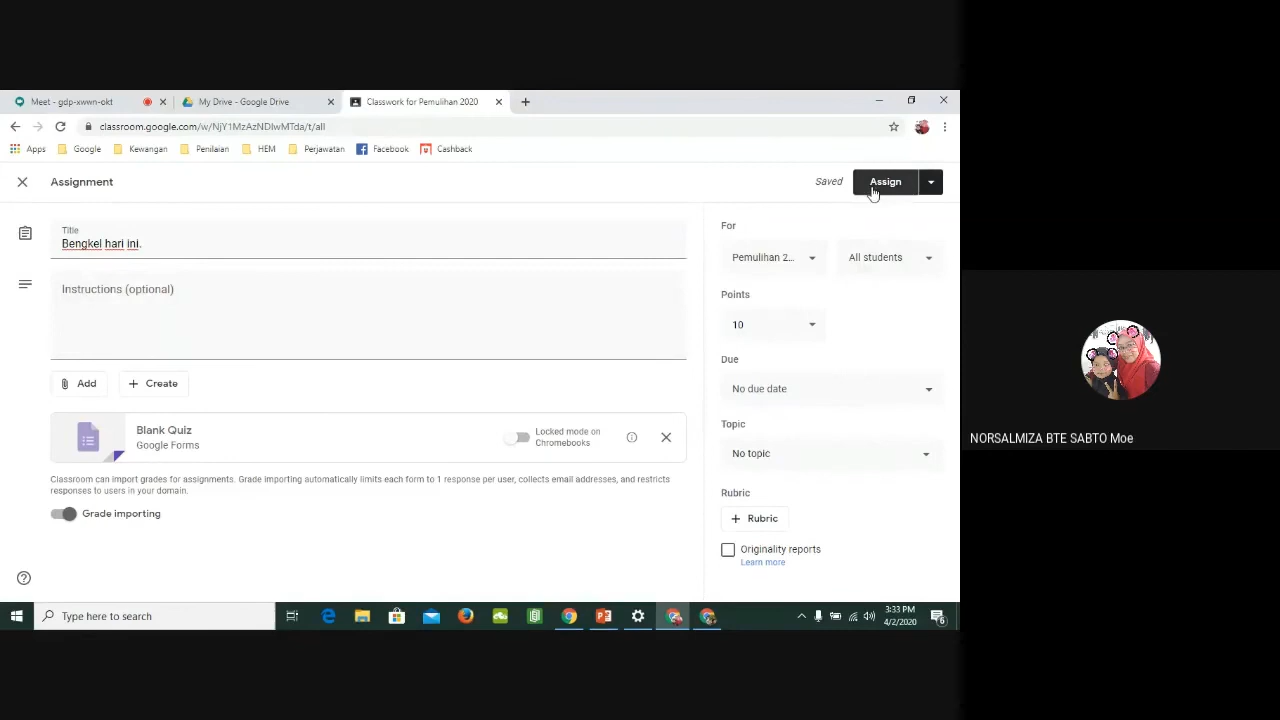 Meet - gdp-xwwn-okt
My Drive - Google Drive
Classwork for Pemulihan 2020
classroom.google.com/w/NjY1MzAzNDIwMTda/t/all
Apps Google Kewangan Penilaian HEM Perjawatan Facebook Cashback
Assignment
Saved
Assign
Title
Bengkel hari ini.
Instructions (optional)
Add
Create
Blank Quiz
Google Forms
Locked mode on
Chromebooks
Classroom can import grades for assignments. Grade importing automatically limits each form to 1 response per user, collects email addresses, and restricts
responses to users in your domain.
Grade importing
For
Pemulihan 2...
All students
Points
10
Due
No due date
Topic
No topic
Rubric
Rubric
Originality reports
Learn more
NORSALMIZA BTE SABTO Moe
Type here to search
3:33 PM
4/2/2020
6